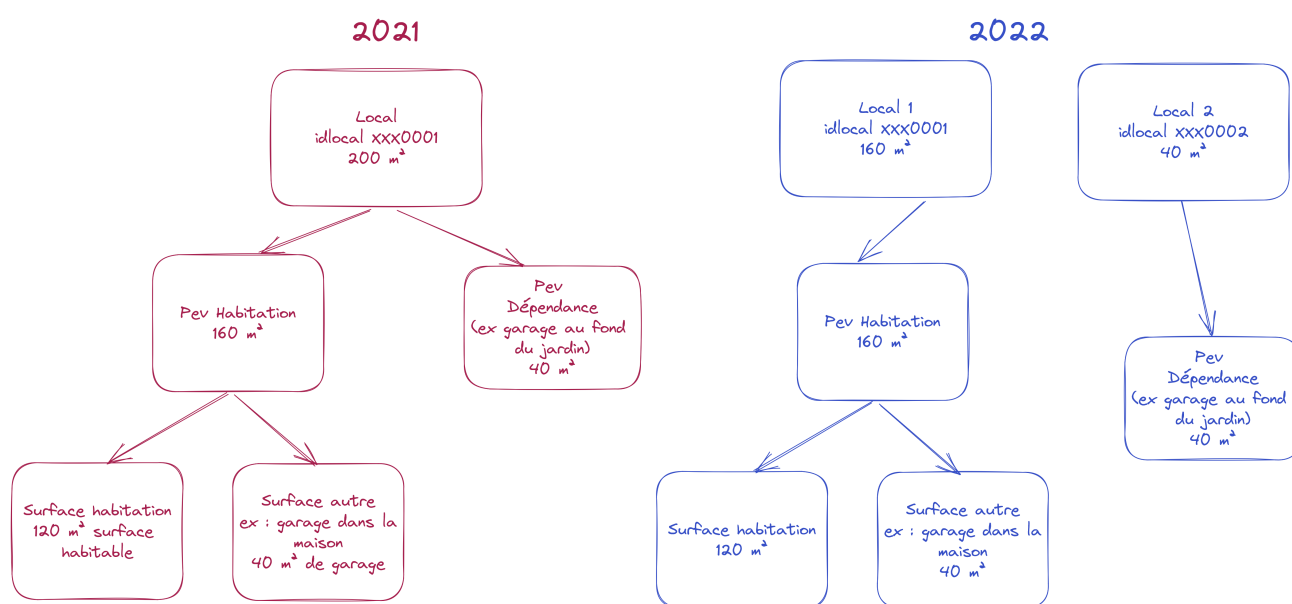 2021
Local
idlocal xxx0001
200 m²
Pev Habitation
160 m²
Pev
Dépendance
(ex garage au fond
du jardin)
40 m²
Surface habitation
120 m² surface
habitable
Surface autre
ex : garage dans la
maison
40 m² de garage
2022
Local 1
idlocal xxx0001
160 m²
Local 2
idlocal xxx0002
40 m²
Pev Habitation
160 m²
Pev
Dépendance
(ex garage au fond
du jardin)
40 m²
Surface habitation
120 m²
Surface autre
ex : garage dans la
maison
40 m²